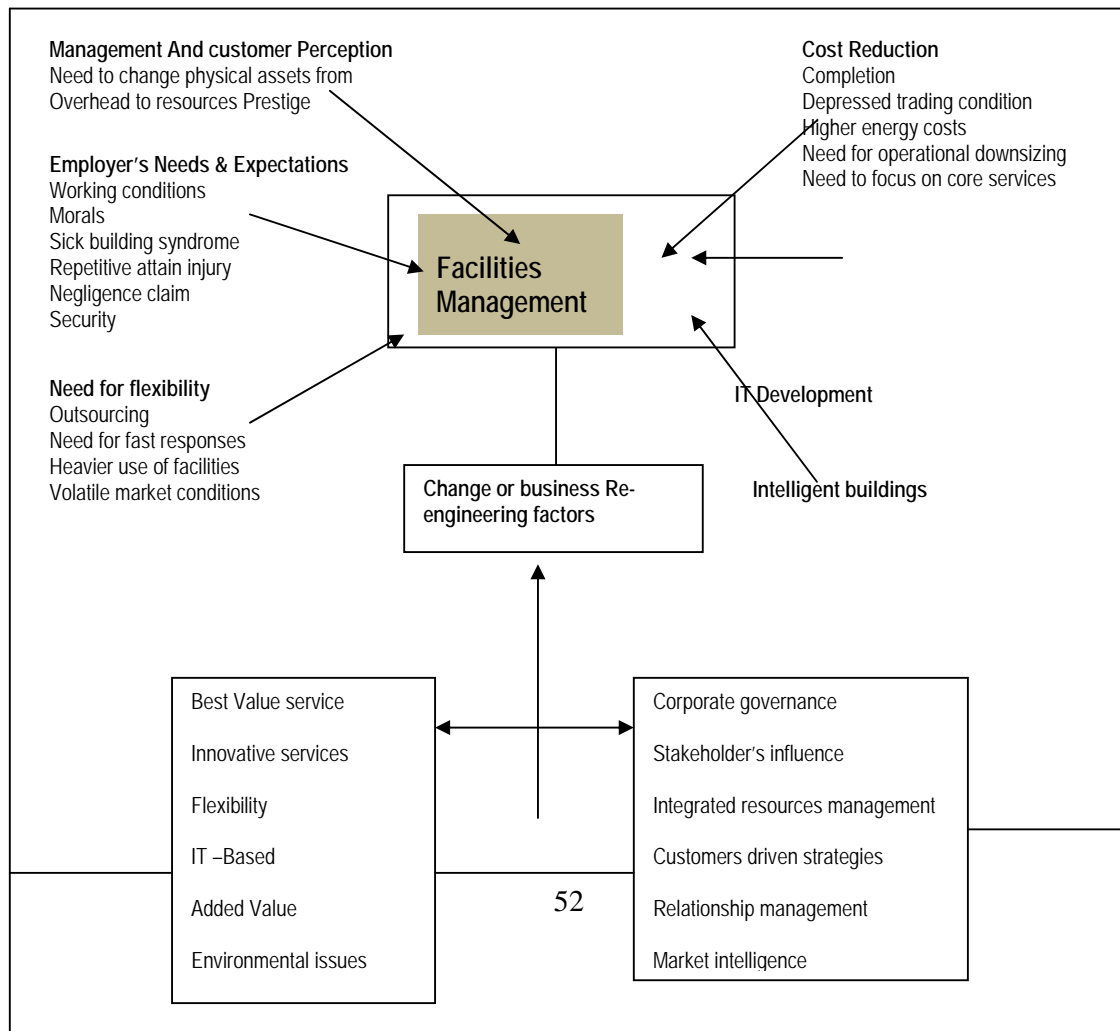 Management And customer Perception
Need to change physical assets from
Overhead to resources Prestige
Cost Reduction
Completion
Depressed trading condition
Higher energy costs
Need for operational downsizing
Need to focus on core services
Employer's Needs & Expectations
Working conditions
Morals
Sick building syndrome
Repetitive attain injury
Negligence claim
Security
Facilities
Management
Need for flexibility
Outsourcing
Need for fast responses
Heavier use of facilities
Volatile market conditions
IT Development
Intelligent buildings
Change or business Re-
engineering factors
Best Value service
Innovative services
Flexibility
IT –Based
Added Value
Environmental issues
Corporate governance
Stakeholder's influence
Integrated resources management
Customers driven strategies
Relationship management
Market intelligence
52